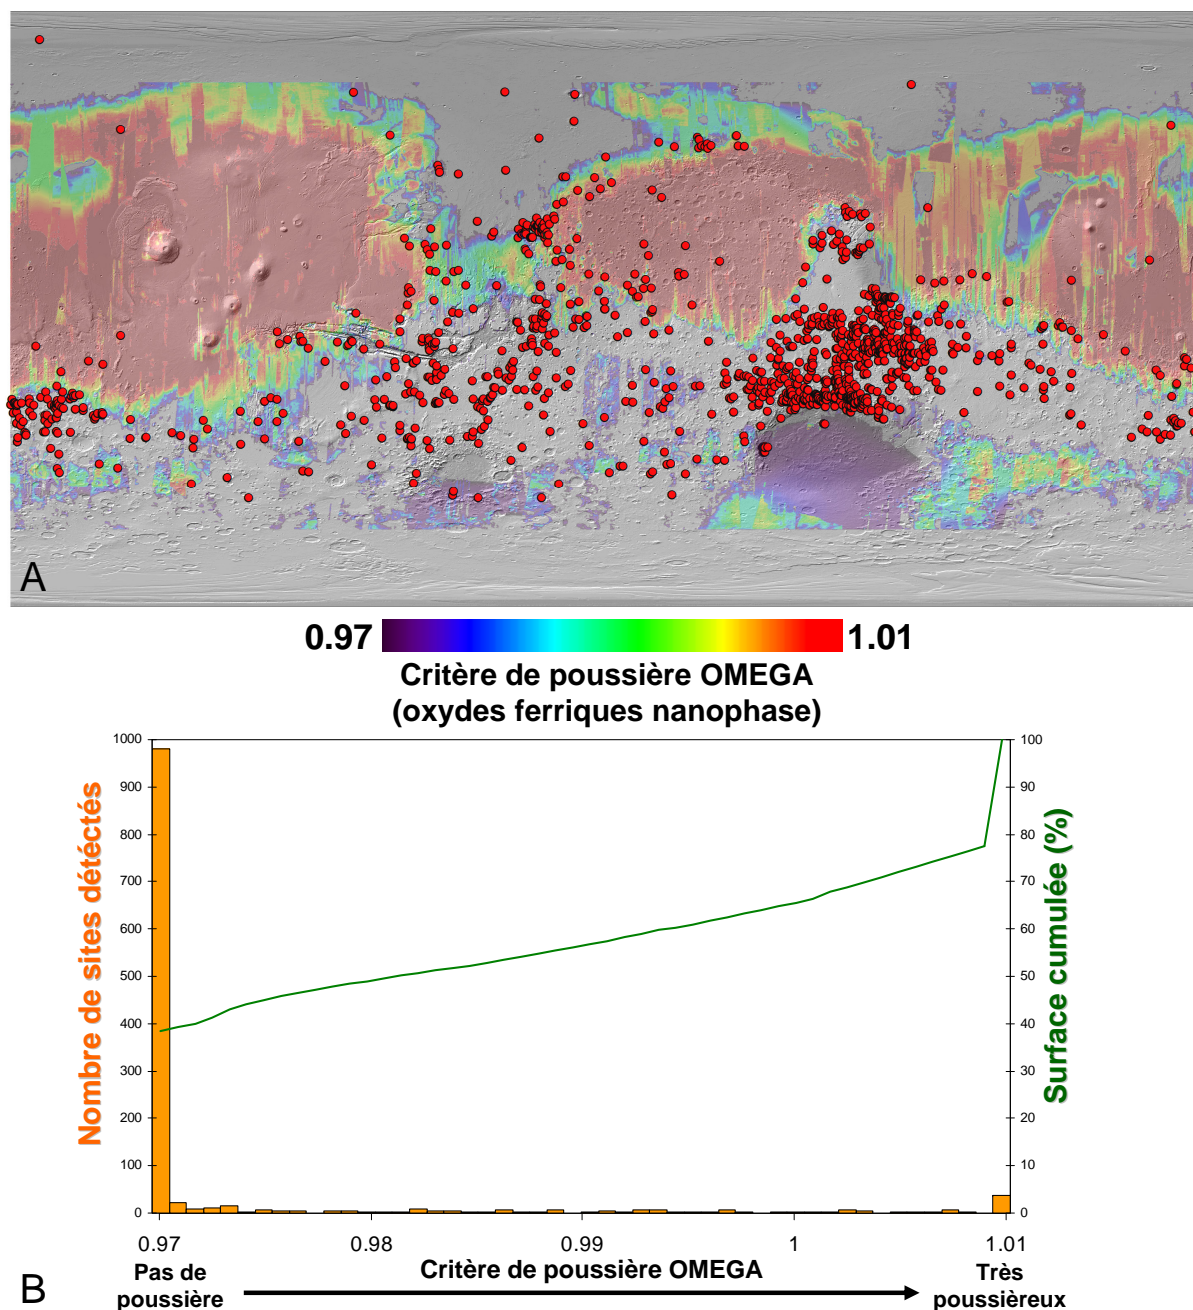 A
0.97 1.01
Critère de poussière OMEGA
(oxydes ferriques nanophase)
Nombre de sites détéctés
1000
900
800
700
600
500
400
300
200
100
0
100
90
80
70
60
50
40
30
20
10
0
Surface cumulée (%)
0.97 0.98 0.99 1 1.01
Pas de poussière
Critère de poussière OMEGA
Très poussièreux
B